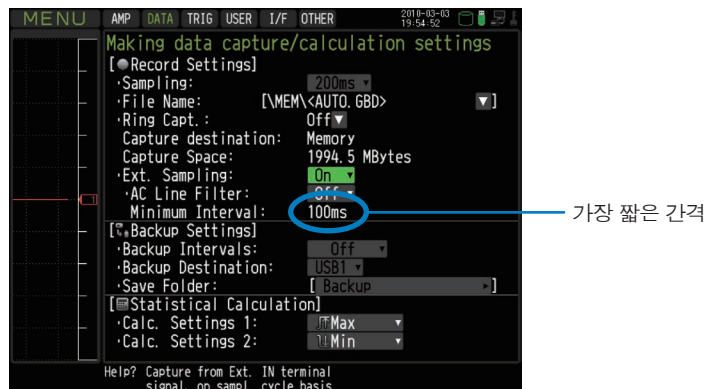 MENU AMP DATA TRIG USER I/F OTHER 2010-03-03
19:54:52
Making data capture/calculation settings
[●Record Settings]
·Sampling: 200ms ▼
·File Name: [\MEM\<AUTO.GBD> ▼]
·Ring Capt.: Off▼
Capture destination: Memory
Capture Space: 1994.5 MBytes
·Ext. Sampling: On ▼
·AC Line Filter: Off ▼
Minimum Interval: 100ms 가장 짧은 간격
1
[Backup Settings]
·Backup Intervals: Off ▼
·Backup Destination: USB1 ▼
·Save Folder: [ Backup ▸]
[Statistical Calculation]
·Calc. Settings 1: Max ▼
·Calc. Settings 2: Min ▼
Help? Capture from Ext. IN terminal
signal, on sampl. cycle basis